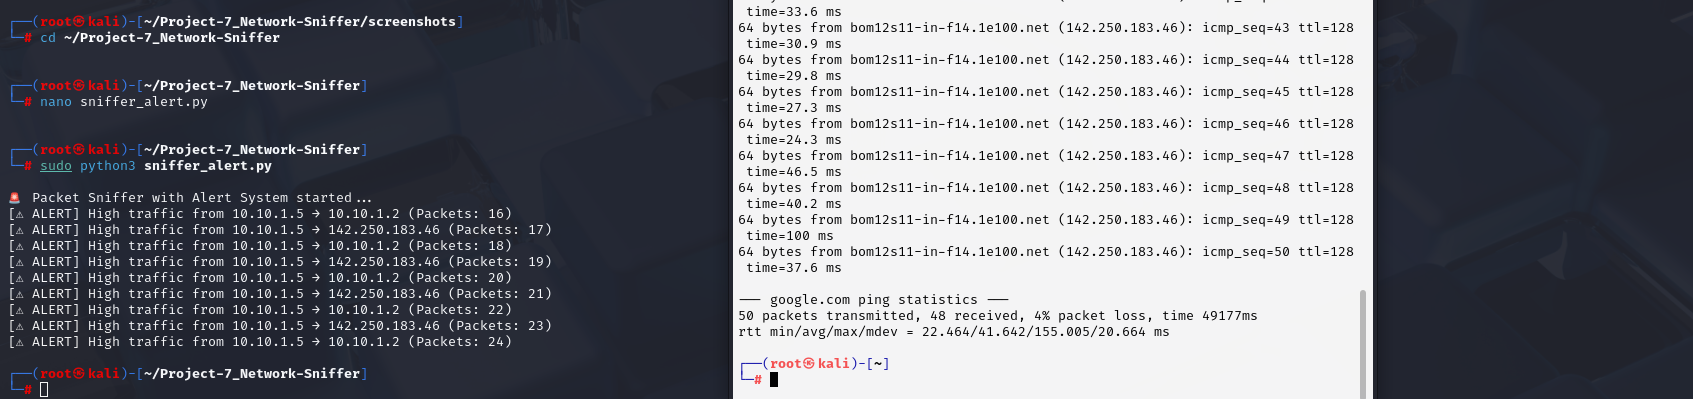 ┌──(root㉿kali)-[~/Project-7_Network-Sniffer/screenshots]
└─# cd ~/Project-7_Network-Sniffer
┌──(root㉿kali)-[~/Project-7_Network-Sniffer]
└─# nano sniffer_alert.py
┌──(root㉿kali)-[~/Project-7_Network-Sniffer]
└─# sudo python3 sniffer_alert.py
🚨 Packet Sniffer with Alert System started...
[⚠ ALERT] High traffic from 10.10.1.5 → 10.10.1.2 (Packets: 16)
[⚠ ALERT] High traffic from 10.10.1.5 → 142.250.183.46 (Packets: 17)
[⚠ ALERT] High traffic from 10.10.1.5 → 10.10.1.2 (Packets: 18)
[⚠ ALERT] High traffic from 10.10.1.5 → 142.250.183.46 (Packets: 19)
[⚠ ALERT] High traffic from 10.10.1.5 → 10.10.1.2 (Packets: 20)
[⚠ ALERT] High traffic from 10.10.1.5 → 142.250.183.46 (Packets: 21)
[⚠ ALERT] High traffic from 10.10.1.5 → 10.10.1.2 (Packets: 22)
[⚠ ALERT] High traffic from 10.10.1.5 → 142.250.183.46 (Packets: 23)
[⚠ ALERT] High traffic from 10.10.1.5 → 10.10.1.2 (Packets: 24)
┌──(root㉿kali)-[~/Project-7_Network-Sniffer]
└─#
time=33.6 ms
64 bytes from bom12s11-in-f14.1e100.net (142.250.183.46): icmp_seq=43 ttl=128
time=30.9 ms
64 bytes from bom12s11-in-f14.1e100.net (142.250.183.46): icmp_seq=44 ttl=128
time=29.8 ms
64 bytes from bom12s11-in-f14.1e100.net (142.250.183.46): icmp_seq=45 ttl=128
time=27.3 ms
64 bytes from bom12s11-in-f14.1e100.net (142.250.183.46): icmp_seq=46 ttl=128
time=24.3 ms
64 bytes from bom12s11-in-f14.1e100.net (142.250.183.46): icmp_seq=47 ttl=128
time=46.5 ms
64 bytes from bom12s11-in-f14.1e100.net (142.250.183.46): icmp_seq=48 ttl=128
time=40.2 ms
64 bytes from bom12s11-in-f14.1e100.net (142.250.183.46): icmp_seq=49 ttl=128
time=100 ms
64 bytes from bom12s11-in-f14.1e100.net (142.250.183.46): icmp_seq=50 ttl=128
time=37.6 ms
--- google.com ping statistics ---
50 packets transmitted, 48 received, 4% packet loss, time 49177ms
rtt min/avg/max/mdev = 22.464/41.642/155.005/20.664 ms
┌──(root㉿kali)-[~]
└─#